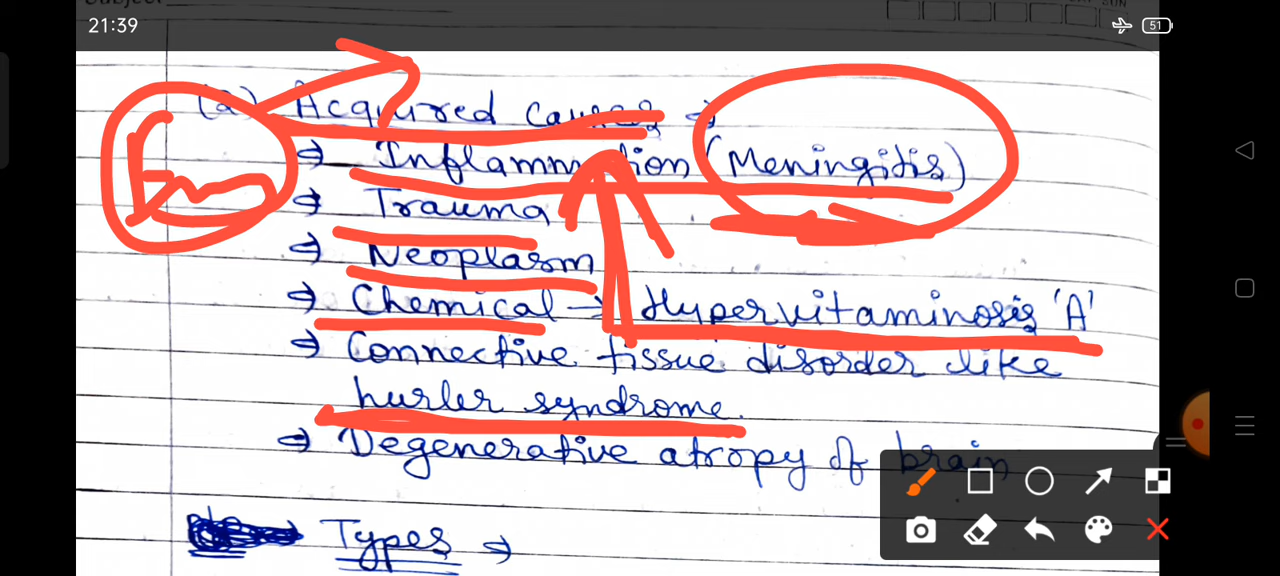 21:39
51
(a) Acquired causes →
⇒ Inflammation (Meningitis)
⇒ Trauma
⇒ Neoplasm
⇒ Chemical → Hypervitaminosis 'A'
⇒ Connective tissue disorder like
hurler syndrome.
⇒ Degenerative atropy of brain
Types →